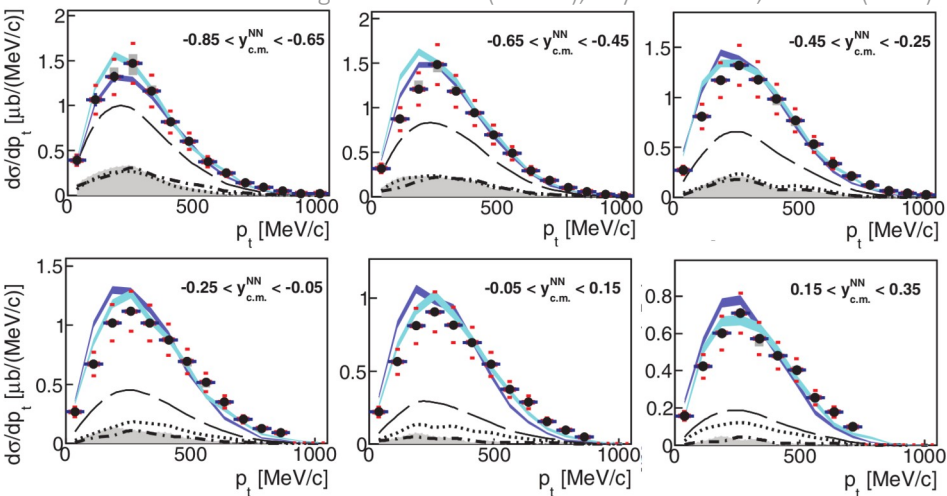 -0.85 < y^NN_c.m. < -0.65
-0.65 < y^NN_c.m. < -0.45
-0.45 < y^NN_c.m. < -0.25
dσ/dp_t [μb/(MeV/c)]
2
1.5
1
0.5
0
0 500 1000
p_t [MeV/c]
2
1.5
1
0.5
0
0 500 1000
p_t [MeV/c]
1.5
1
0.5
0
0 500 1000
p_t [MeV/c]
-0.25 < y^NN_c.m. < -0.05
-0.05 < y^NN_c.m. < 0.15
0.15 < y^NN_c.m. < 0.35
dσ/dp_t [μb/(MeV/c)]
1.5
1
0.5
0
0 500 1000
p_t [MeV/c]
1
0.5
0
0 500 1000
p_t [MeV/c]
0.8
0.6
0.4
0.2
0
0 500 1000
p_t [MeV/c]